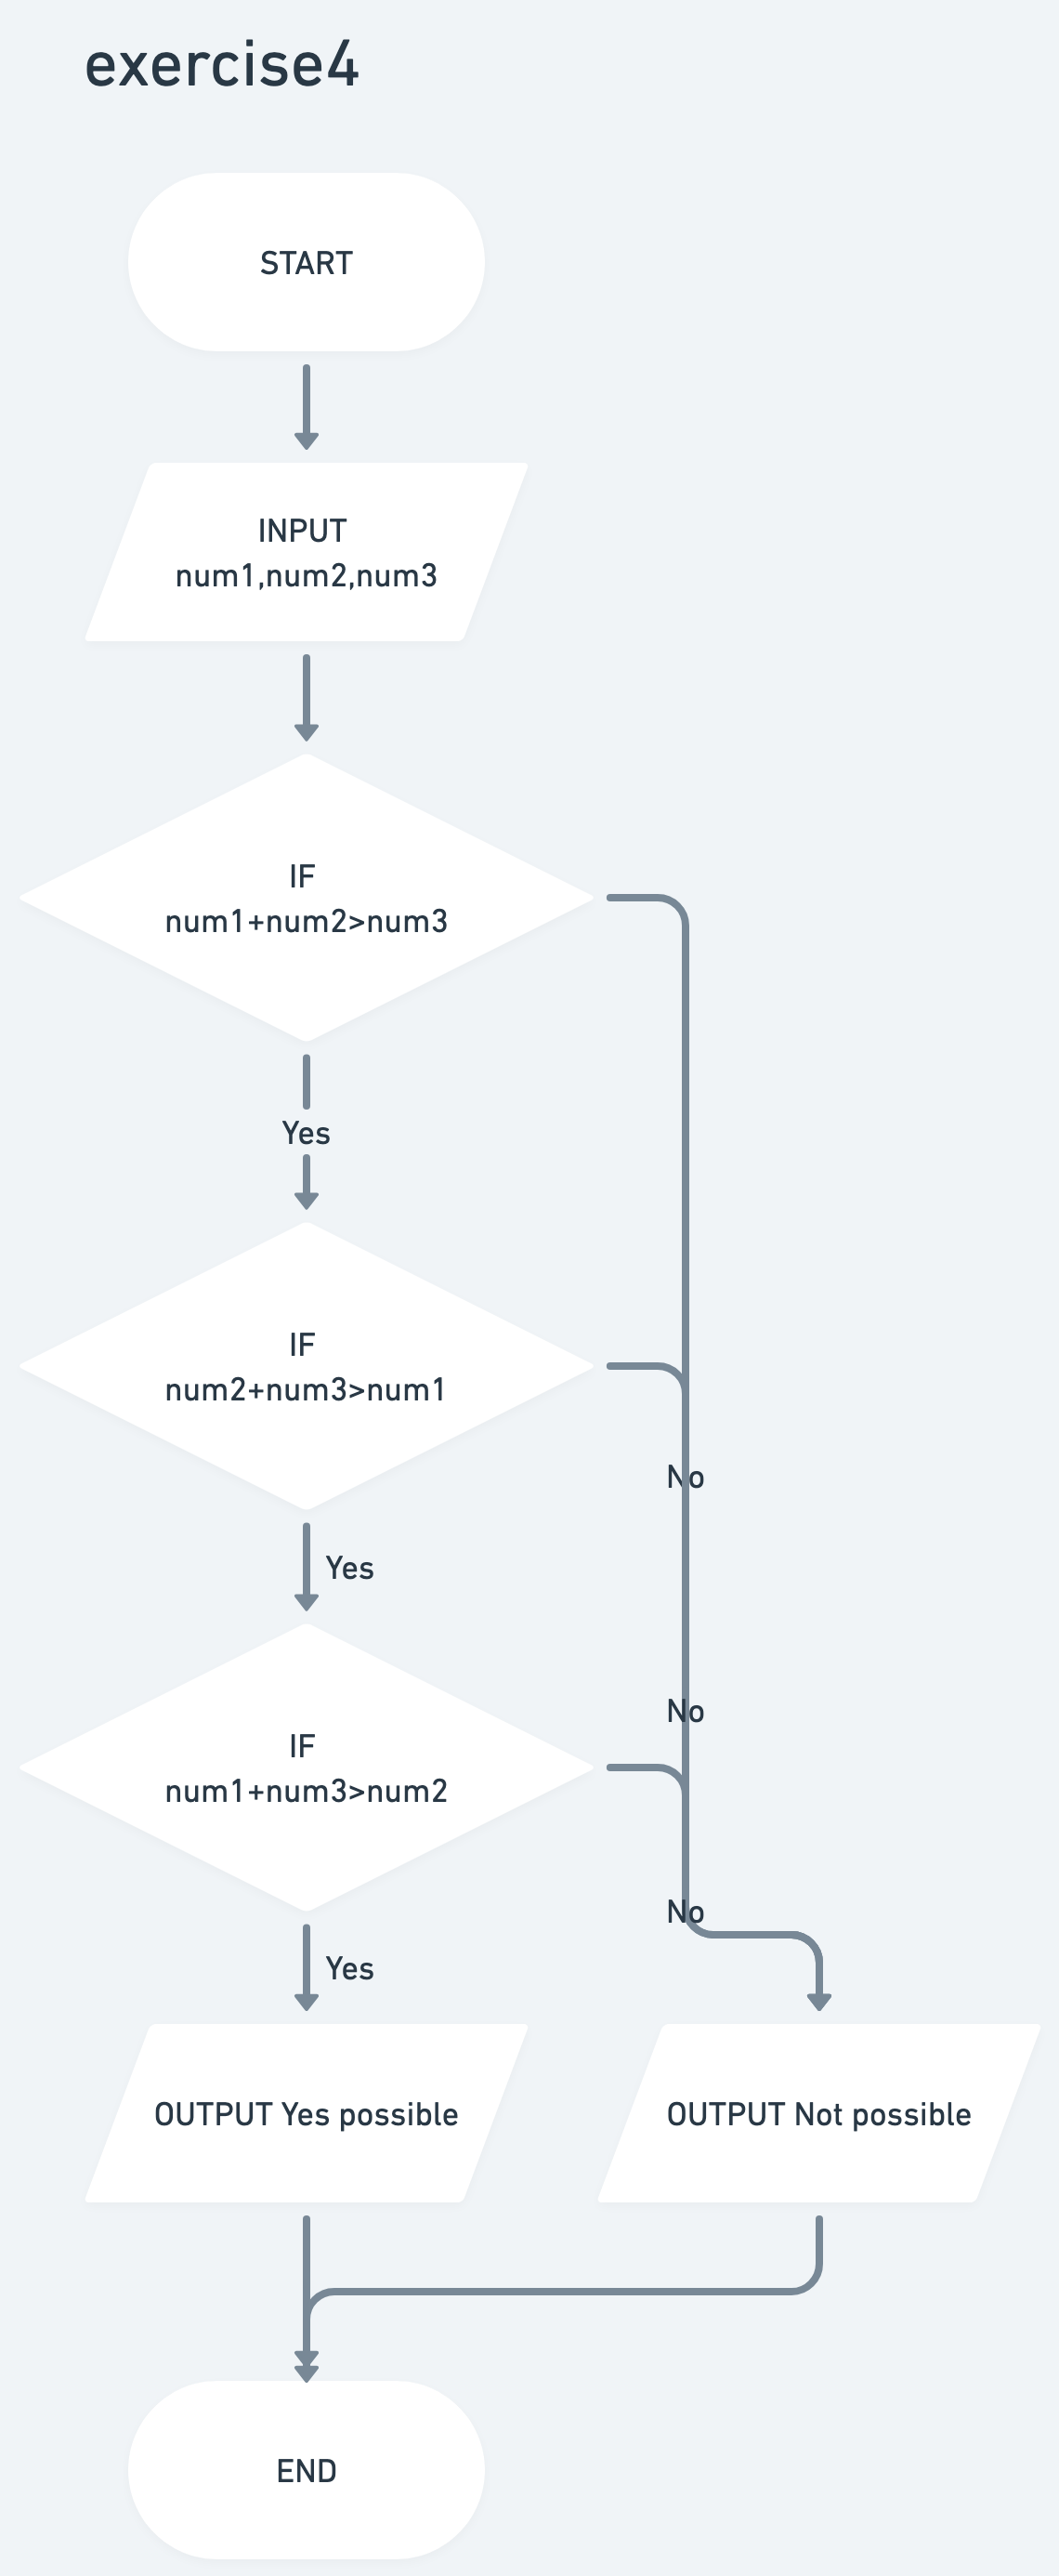 exercise4
START
INPUT
num1,num2,num3
IF
num1+num2>num3
Yes
IF
num2+num3>num1
No
Yes
No
IF
num1+num3>num2
No
Yes
OUTPUT Yes possible
OUTPUT Not possible
END